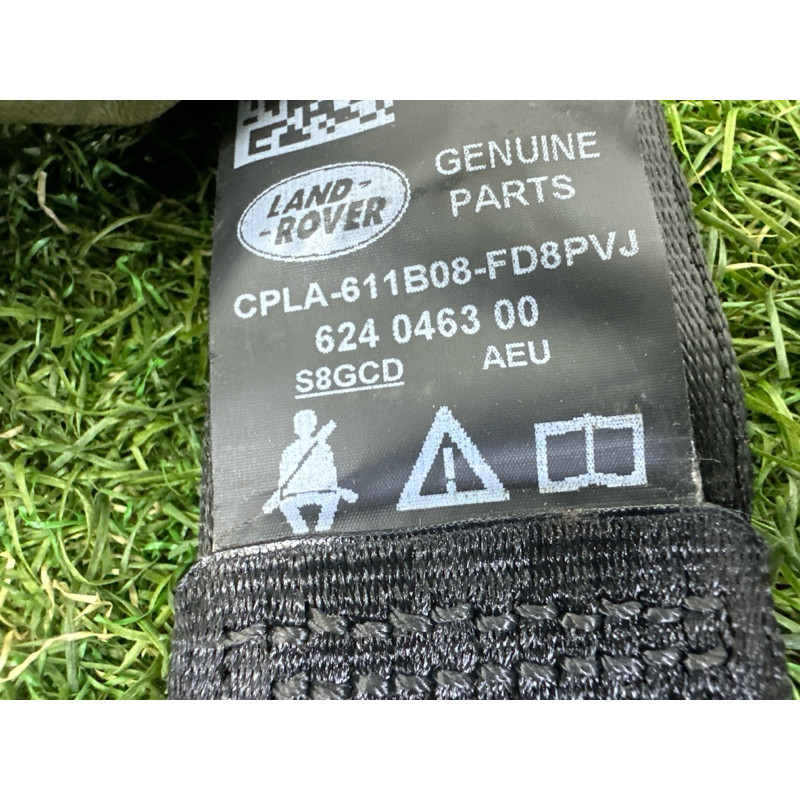 LAND-
-ROVER
GENUINE
PARTS
CPLA-611B08-FD8PVJ
624 0463 00
S8GCD
AEU